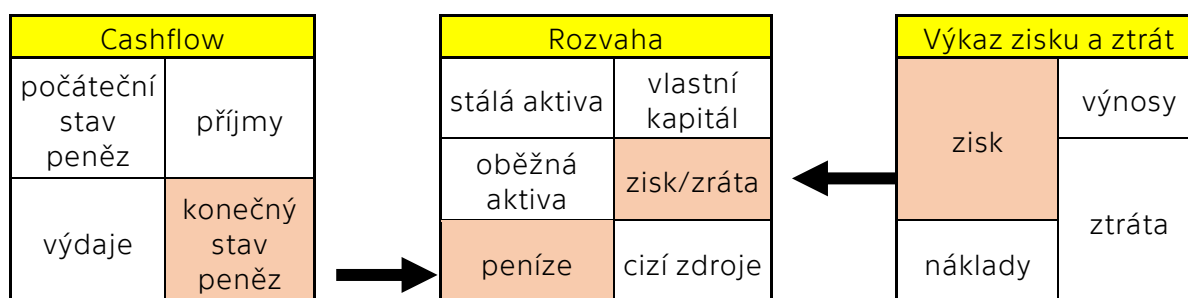 Cashflow
počáteční
stav
peněz
příjmy
výdaje
konečný
stav
peněz
Rozvaha
stálá aktiva
vlastní
kapitál
oběžná
aktiva
zisk/zráta
peníze
cizí zdroje
Výkaz zisku a ztrát
zisk
výnosy
náklady
ztráta